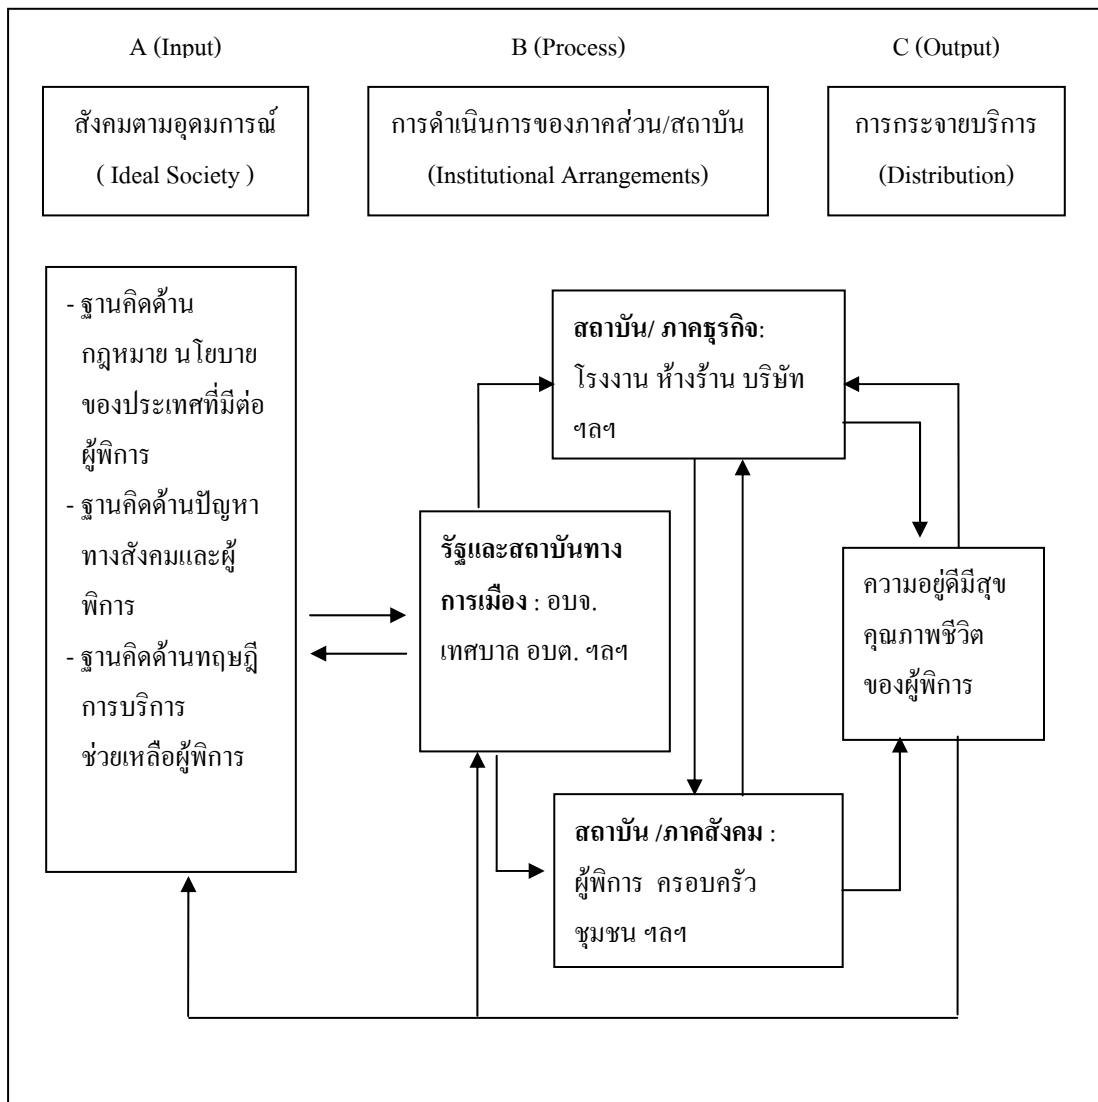 A (Input)
B (Process)
C (Output)
สังคมตามอุดมการณ์
( Ideal Society )
การดำเนินการของภาคส่วน/สถาบัน
(Institutional Arrangements)
การกระจายบริการ
(Distribution)
- ฐานคิดด้าน
กฎหมาย นโยบาย
ของประเทศที่มีต่อ
ผู้พิการ
- ฐานคิดด้านปัญหา
ทางสังคมและผู้
พิการ
- ฐานคิดด้านทฤษฎี
การบริการ
ช่วยเหลือผู้พิการ
สถาบัน/ ภาคธุรกิจ:
โรงงาน ห้างร้าน บริษัท
ฯลฯ
รัฐและสถาบันทาง
การเมือง : อบจ.
เทศบาล อบต. ฯลฯ
ความอยู่ดีมีสุข
คุณภาพชีวิต
ของผู้พิการ
สถาบัน /ภาคสังคม :
ผู้พิการ ครอบครัว
ชุมชน ฯลฯ